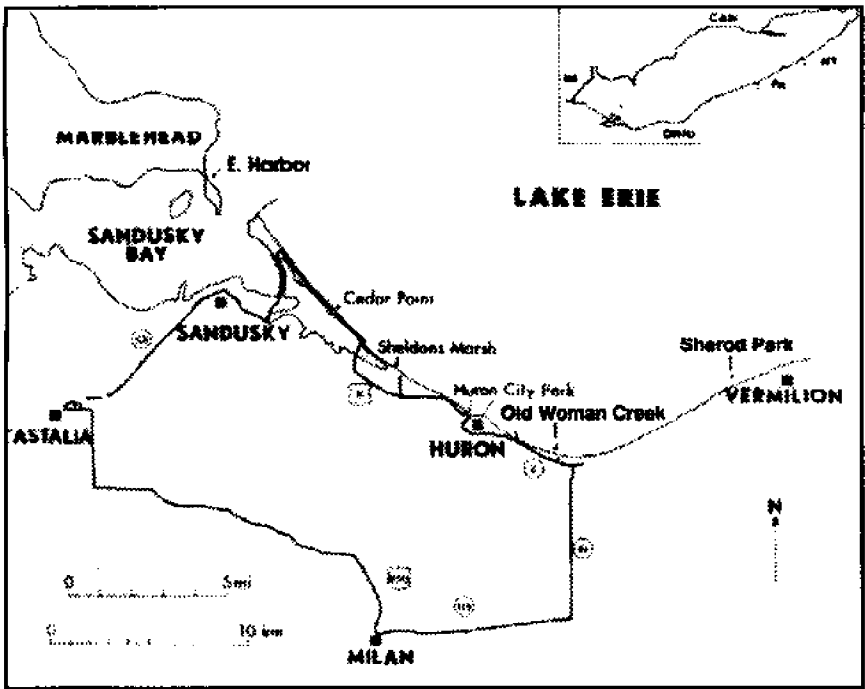 MARBLEHEAD
E. Harbor
LAKE ERIE
SANDUSKY
BAY
Cedar Point
SANDUSKY
Sheldons Marsh
Sherod Park
Huron City Park
VERMILION
Old Woman Creek
CASTALIA
HURON
N
0 5mi
0 10 km
MILAN
OHIO